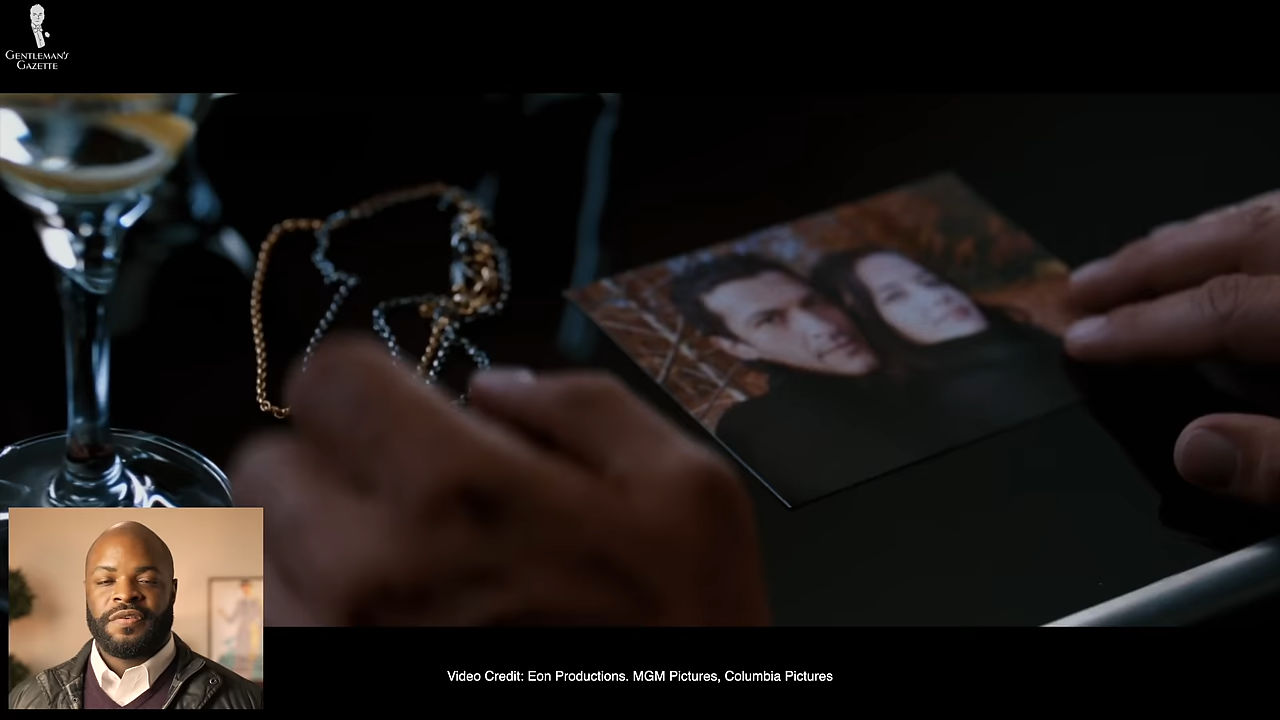 GENTLEMAN'S
GAZETTE
Video Credit: Eon Productions. MGM Pictures, Columbia Pictures